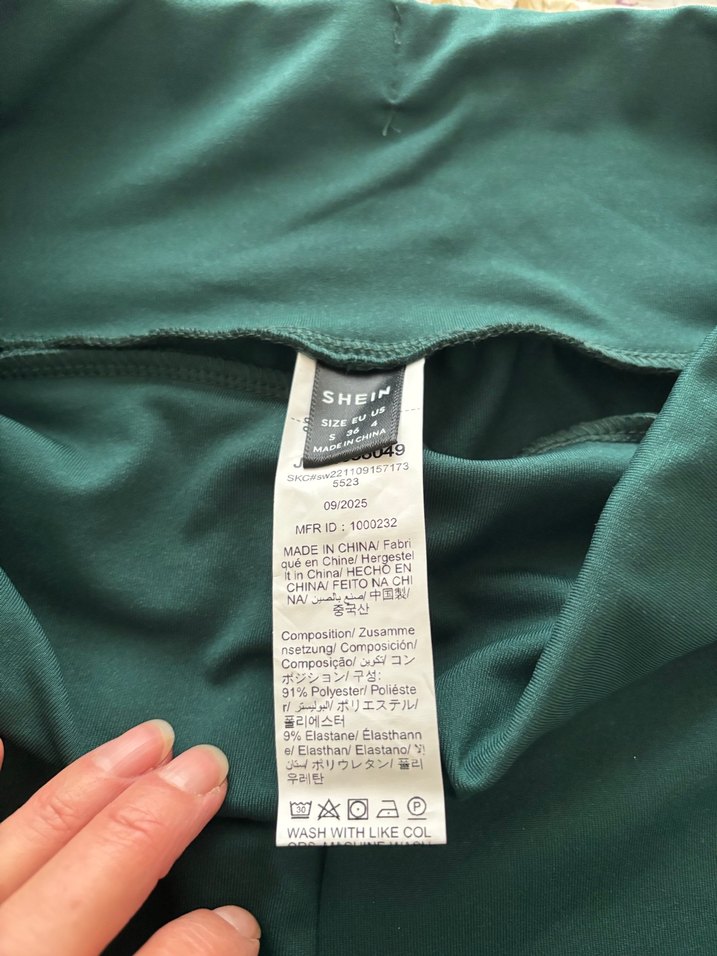 SHEIN
SIZE EU US
S 36 4
MADE IN CHINA
SKC#sw221109157173
5523
09/2025
MFR ID : 1000232
MADE IN CHINA/ Fabri
qué en Chine/ Hergestel
lt in China/ HECHO EN
CHINA/ FEITO NA CHI
NA/ صنع بالصين/ 中国製/
중국산
Composition/ Zusamme
nsetzung/ Composición/
Composição/ تكوين/ コン
ポジション/ 구성:
91% Polyester/ Poliéste
r/ البوليستر/ ポリエステル/
폴리에스터
9% Elastane/ Élasthann
e/ Elasthan/ Elastano/ الإ
ستان/ ポリウレタン/ 폴리
우레탄
30
P
WASH WITH LIKE COL